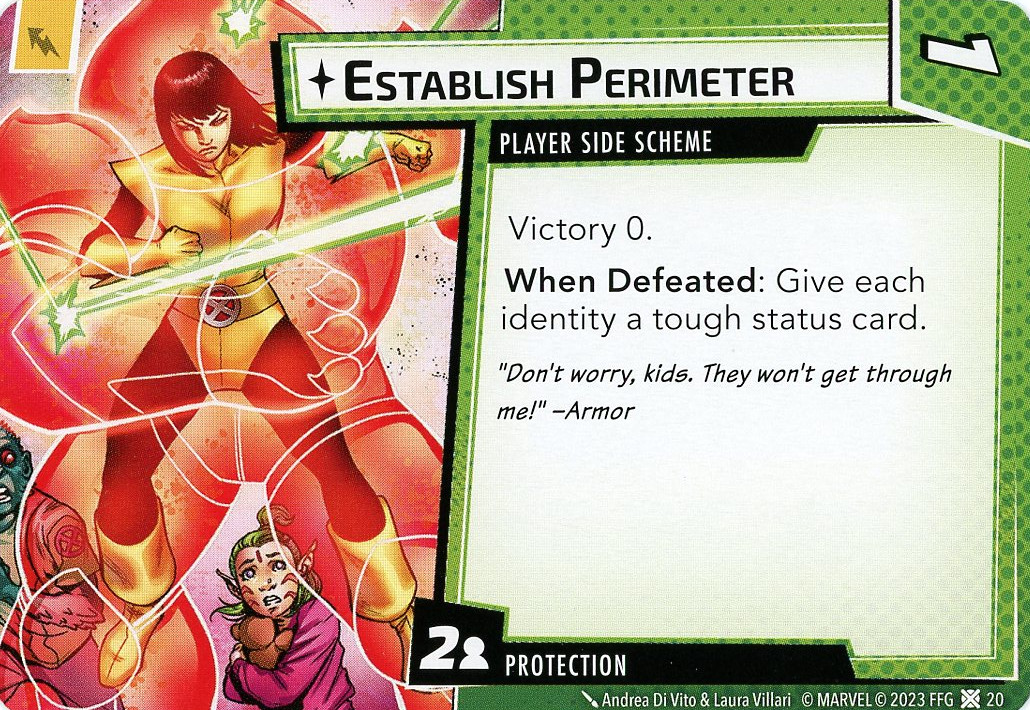 1
ESTABLISH PERIMETER
PLAYER SIDE SCHEME
Victory 0.
When Defeated: Give each
identity a tough status card.
"Don't worry, kids. They won't get through
me!" –Armor
2
PROTECTION
Andrea Di Vito & Laura Villari © MARVEL © 2023 FFG 20